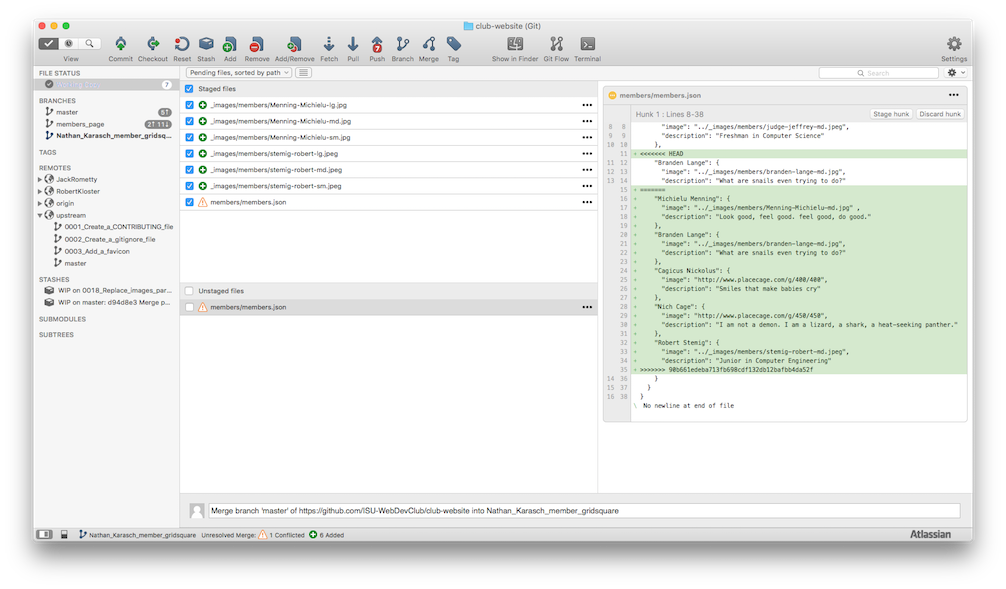 club-website (Git)
View Commit Checkout Reset Stash Add Remove Add/Remove Fetch Pull Push Branch Merge Tag Show in Finder Git Flow Terminal Settings
7
FILE STATUS
7
BRANCHES
master
members_page
Nathan_Karasch_member_gridsq...
TAGS
REMOTES
JackRometty
RobertKloster
origin
upstream
0001_Create_a_CONTRIBUTING_file
0002_Create_a_gitignore_file
0003_Add_a_favicon
master
STASHES
WIP on 0018_Replace_images_par...
WIP on master: d94d8e3 Merge p...
SUBMODULES
SUBTREES
Pending files, sorted by path
Search
Staged files
_images/members/Menning-Michielu-lg.jpg
_images/members/Menning-Michielu-md.jpg
_images/members/Menning-Michielu-sm.jpg
_images/members/stemig-robert-lg.jpeg
_images/members/stemig-robert-md.jpeg
_images/members/stemig-robert-sm.jpeg
members/members.json
Unstaged files
members/members.json
members/members.json
Hunk 1 : Lines 8-38 Stage hunk Discard hunk
8 8 "image": "../_images/members/judge-jeffrey-md.jpeg",
9 9 "description": "Freshman in Computer Science"
10 10 },
11 + <<<<<<< HEAD
11 12 "Branden Lange": {
12 13 "image": "../_images/members/branden-lange-md.jpg",
13 14 "description": "What are snails even trying to do?"
15 + =======
16 + "Michielu Menning": {
17 + "image": "../_images/members/Menning-Michielu-md.jpg" ,
18 + "description": "Look good, feel good. feel good, do good."
19 + },
20 + "Branden Lange": {
21 + "image": "../_images/members/branden-lange-md.jpg",
22 + "description": "What are snails even trying to do?"
23 + },
24 + "Cagicus Nickolus": {
25 + "image": "http://www.placecage.com/g/400/400",
26 + "description": "Smiles that make babies cry"
27 + },
28 + "Nich Cage": {
29 + "image": "http://www.placecage.com/g/450/450",
30 + "description": "I am not a demon. I am a lizard, a shark, a heat-seeking panther."
31 + },
32 + "Robert Stemig": {
33 + "image": "../_images/members/stemig-robert-md.jpeg",
34 + "description": "Junior in Computer Engineering"
35 + >>>>>>> 90b661edeba713fb698cdf132db12bafbb4da52f
14 36 }
15 37 }
16 38 }
\ No newline at end of file
Merge branch 'master' of https://github.com/ISU-WebDevClub/club-website into Nathan_Karasch_member_gridsquare
Nathan_Karasch_member_gridsquare Unresolved Merge: 1 Conflicted 6 Added
Atlassian